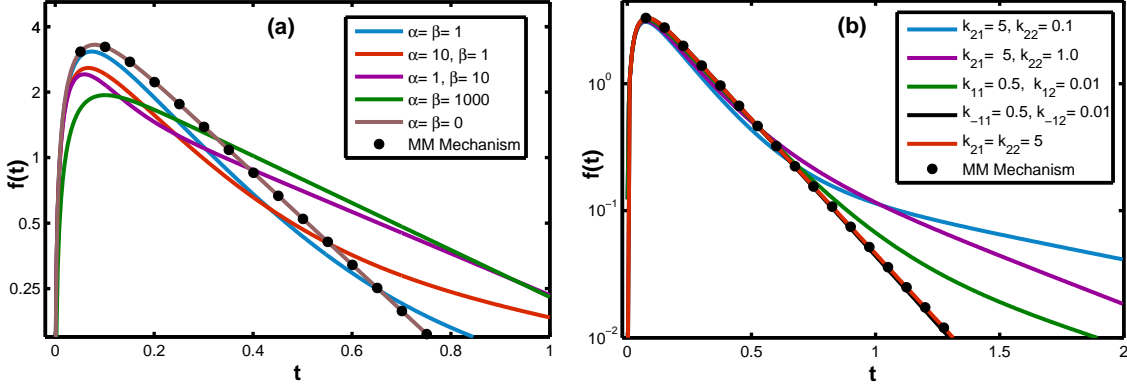 (a)
α= β= 1
α= 10, β= 1
α= 1, β= 10
α= β= 1000
α= β= 0
MM Mechanism
4
2
1
0.5
0.25
f(t)
0
0.2
0.4
0.6
0.8
1
t
(b)
k21= 5, k22= 0.1
k21= 5, k22= 1.0
k11= 0.5, k12= 0.01
k−11= 0.5, k−12= 0.01
k21= k22= 5
MM Mechanism
10^0
10^−1
10^−2
f(t)
0
0.5
1
1.5
2
t